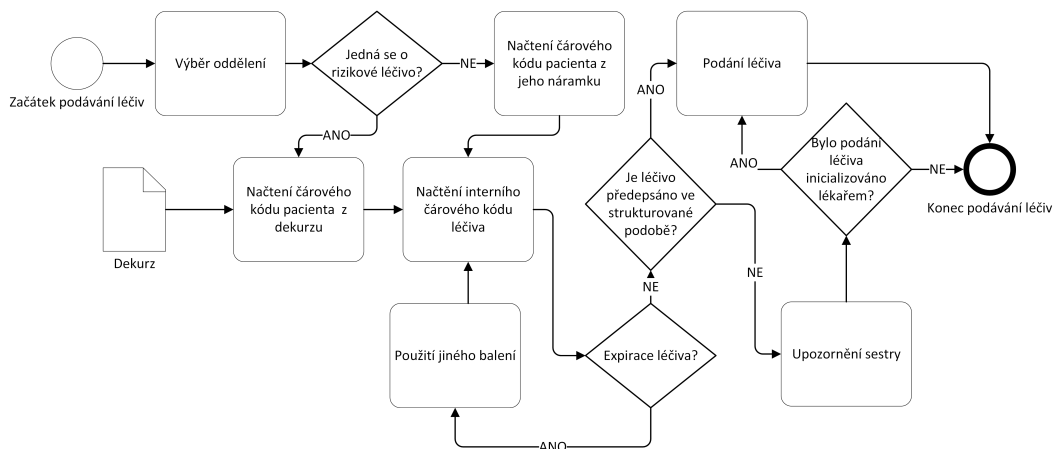 Začátek podávání léčiv
Výběr oddělení
Jedná se o
rizikové léčivo?
NE
Načtení čárového
kódu pacienta z
jeho náramku
ANO
Dekurz
Načtení čárového
kódu pacienta z
dekurzu
Načtění interního
čárového kódu
léčiva
Použití jiného balení
Expirace léčiva?
ANO
NE
Je léčivo
předepsáno ve
strukturované
podobě?
ANO
NE
Podání léčiva
Upozornění sestry
Bylo podání
léčiva
inicializováno
lékařem?
ANO
NE
Konec podávání léčiv